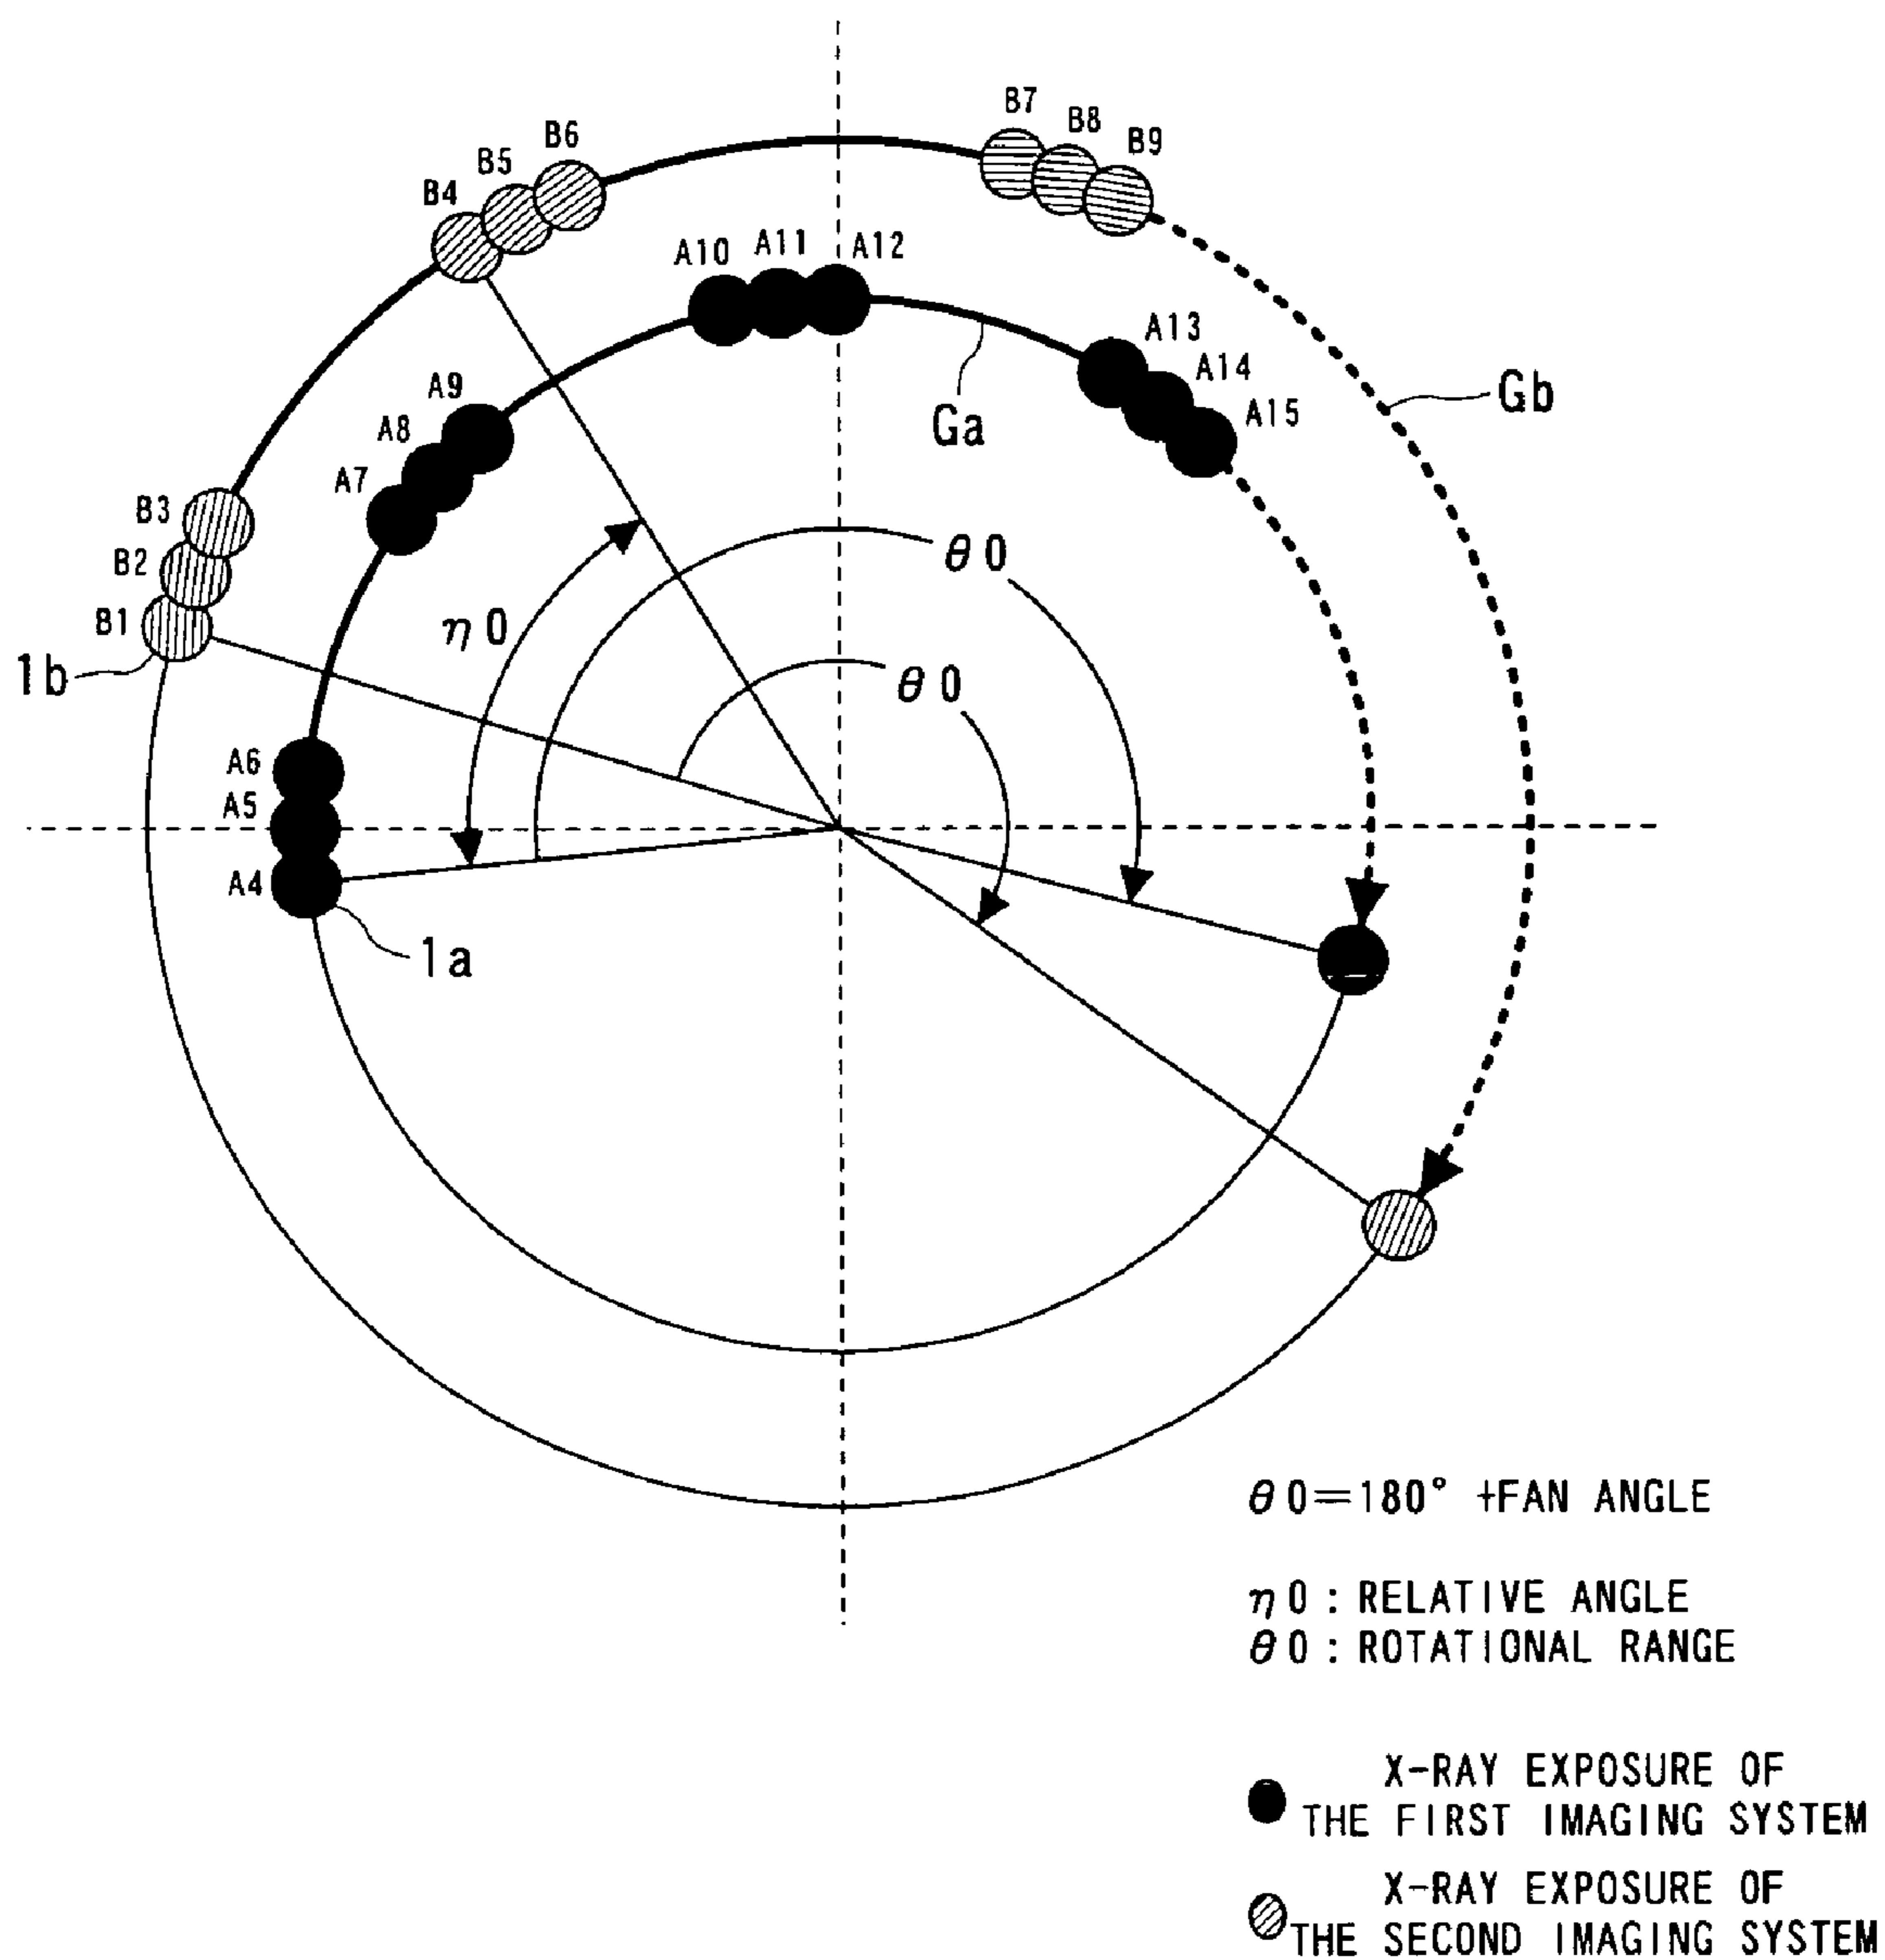 B7
B8
B9
B6
B5
B4
A10
A11
A12
A13
A14
A15
Ga
Gb
A9
A8
A7
B3
B2
B1
1b
η0
θ0
θ0
A6
A5
A4
1a
θ0=180° +FAN ANGLE
η0 : RELATIVE ANGLE
θ0 : ROTATIONAL RANGE
X-RAY EXPOSURE OF
THE FIRST IMAGING SYSTEM
X-RAY EXPOSURE OF
THE SECOND IMAGING SYSTEM